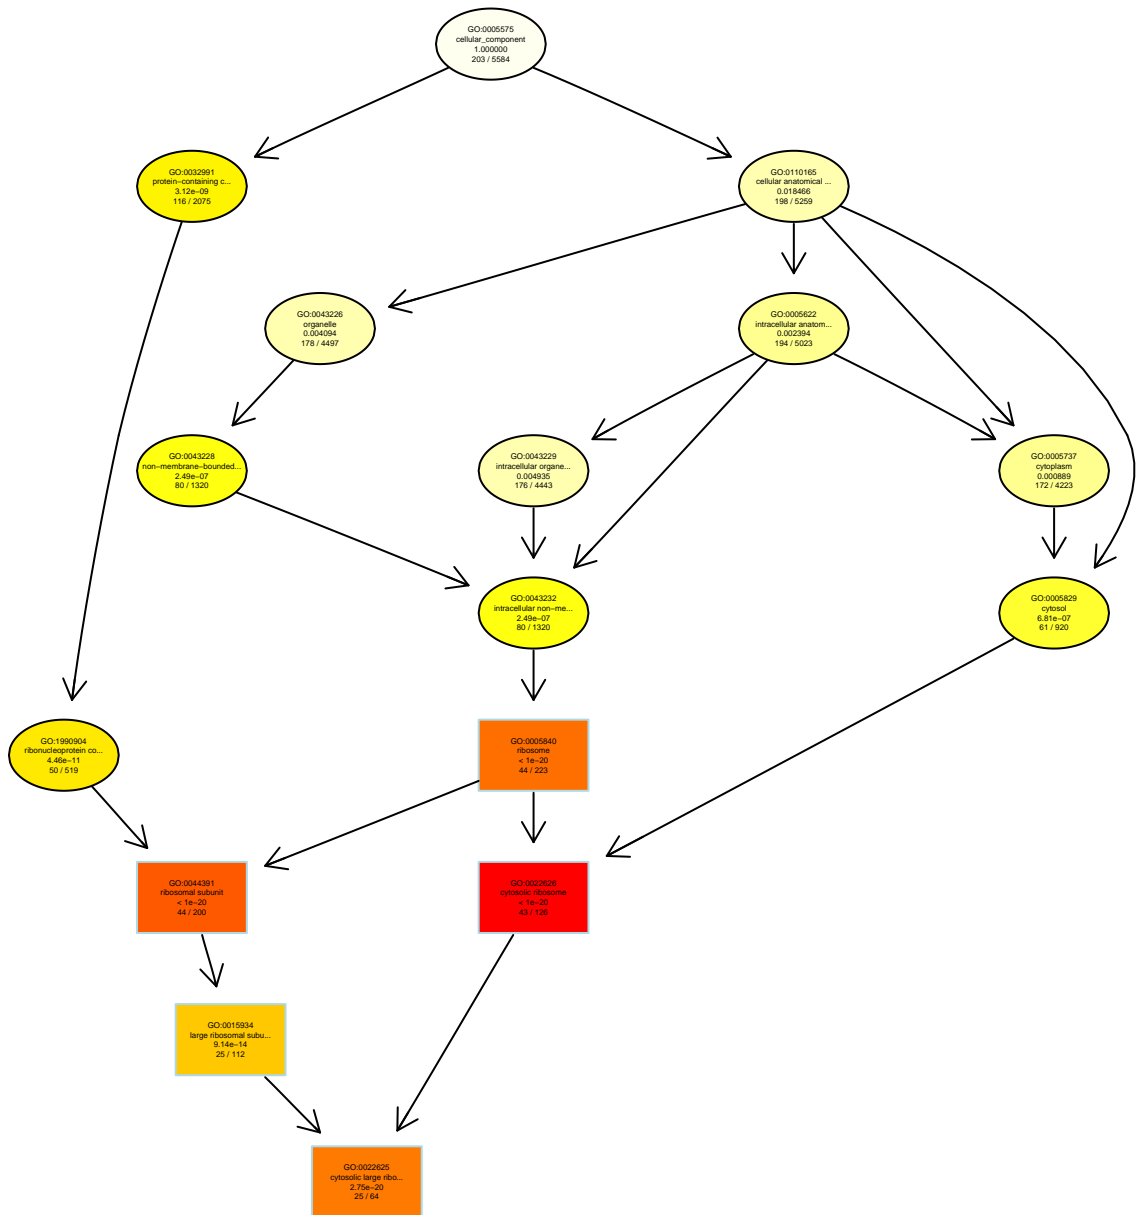 GO:0005575
cellular_component
1.000000
203 / 5584
GO:0032991
protein−containing c...
3.12e−09
116 / 2075
GO:0110165
cellular anatomical ...
0.018466
198 / 5259
GO:0043226
organelle
0.004094
178 / 4497
GO:0005622
intracellular anatom...
0.002394
194 / 5023
GO:0043228
non−membrane−bounded...
2.49e−07
80 / 1320
GO:0043229
intracellular organe...
0.004935
176 / 4443
GO:0005737
cytoplasm
0.000889
172 / 4223
GO:0043232
intracellular non−me...
2.49e−07
80 / 1320
GO:0005829
cytosol
6.81e−07
61 / 920
GO:1990904
ribonucleoprotein co...
4.46e−11
50 / 519
GO:0005840
ribosome
< 1e−20
44 / 223
GO:0044391
ribosomal subunit
< 1e−20
44 / 200
GO:0022626
cytosolic ribosome
< 1e−20
43 / 126
GO:0015934
large ribosomal subu...
9.14e−14
25 / 112
GO:0022625
cytosolic large ribo...
2.75e−20
25 / 64